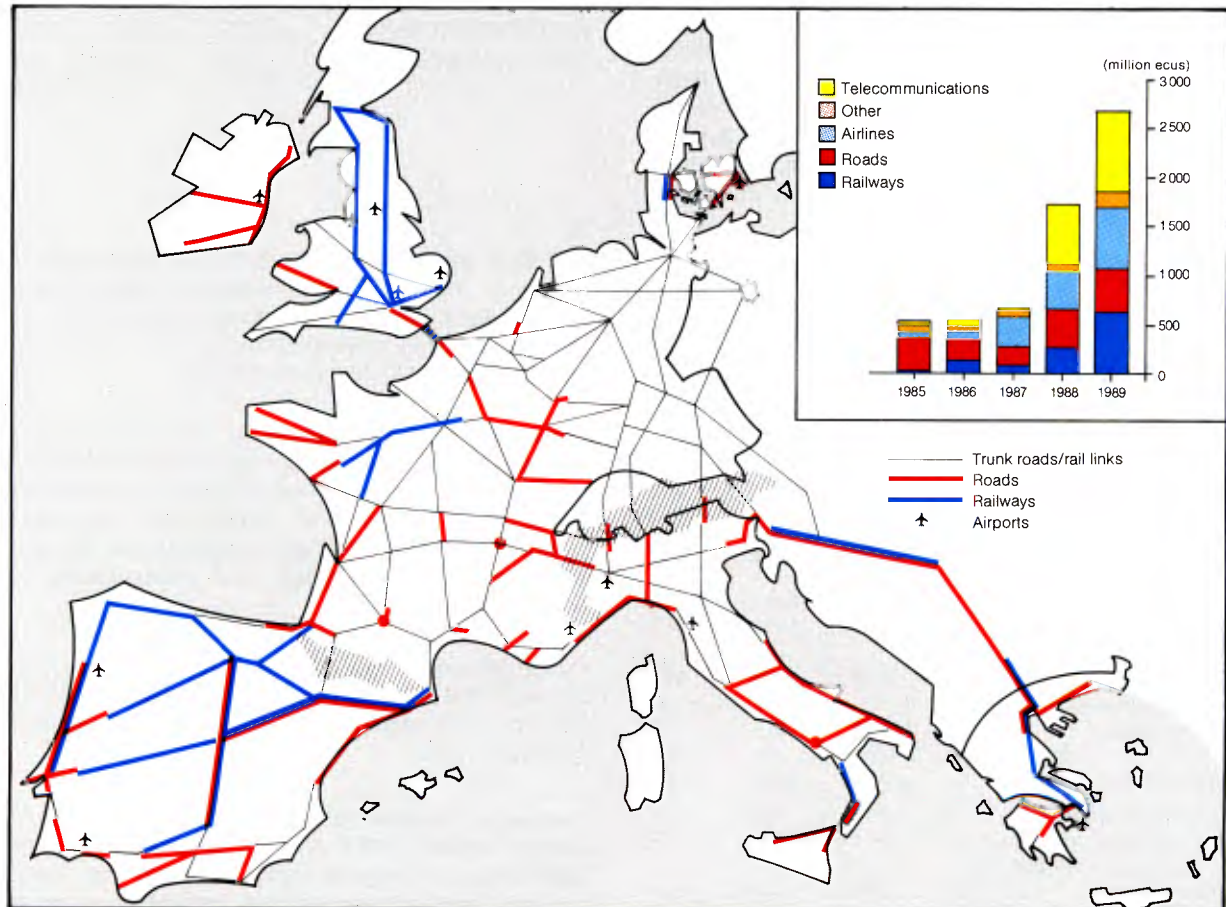 (million ecus)
Telecommunications
Other
Airlines
Roads
Railways
3 000
2 500
2 000
1 500
1 000
500
0
1985 1986 1987 1988 1989
Trunk roads/rail links
Roads
Railways
Airports